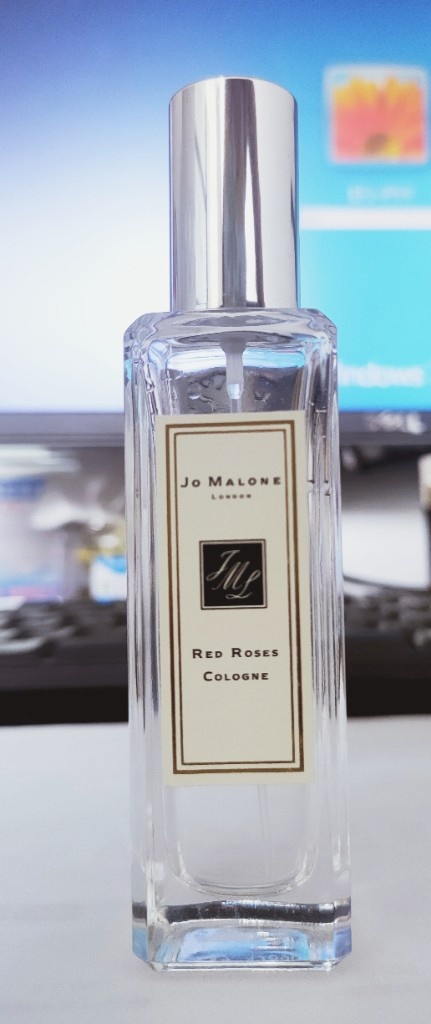 Jo Malone
London
JML
Red Roses
Cologne